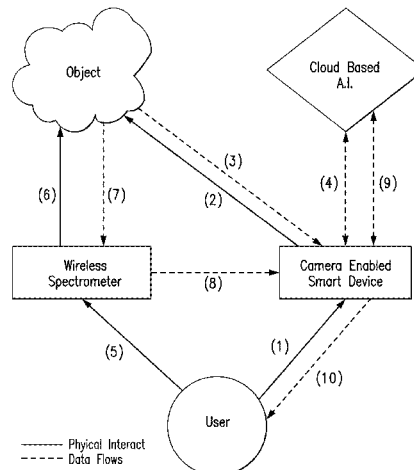 Object
Cloud Based
A.I.
(3)
(2)
(4)
(9)
(6)
(7)
Wireless
Spectrometer
(8)
Camera Enabled
Smart Device
(5)
(1)
(10)
User
Phyical Interact
Data Flows